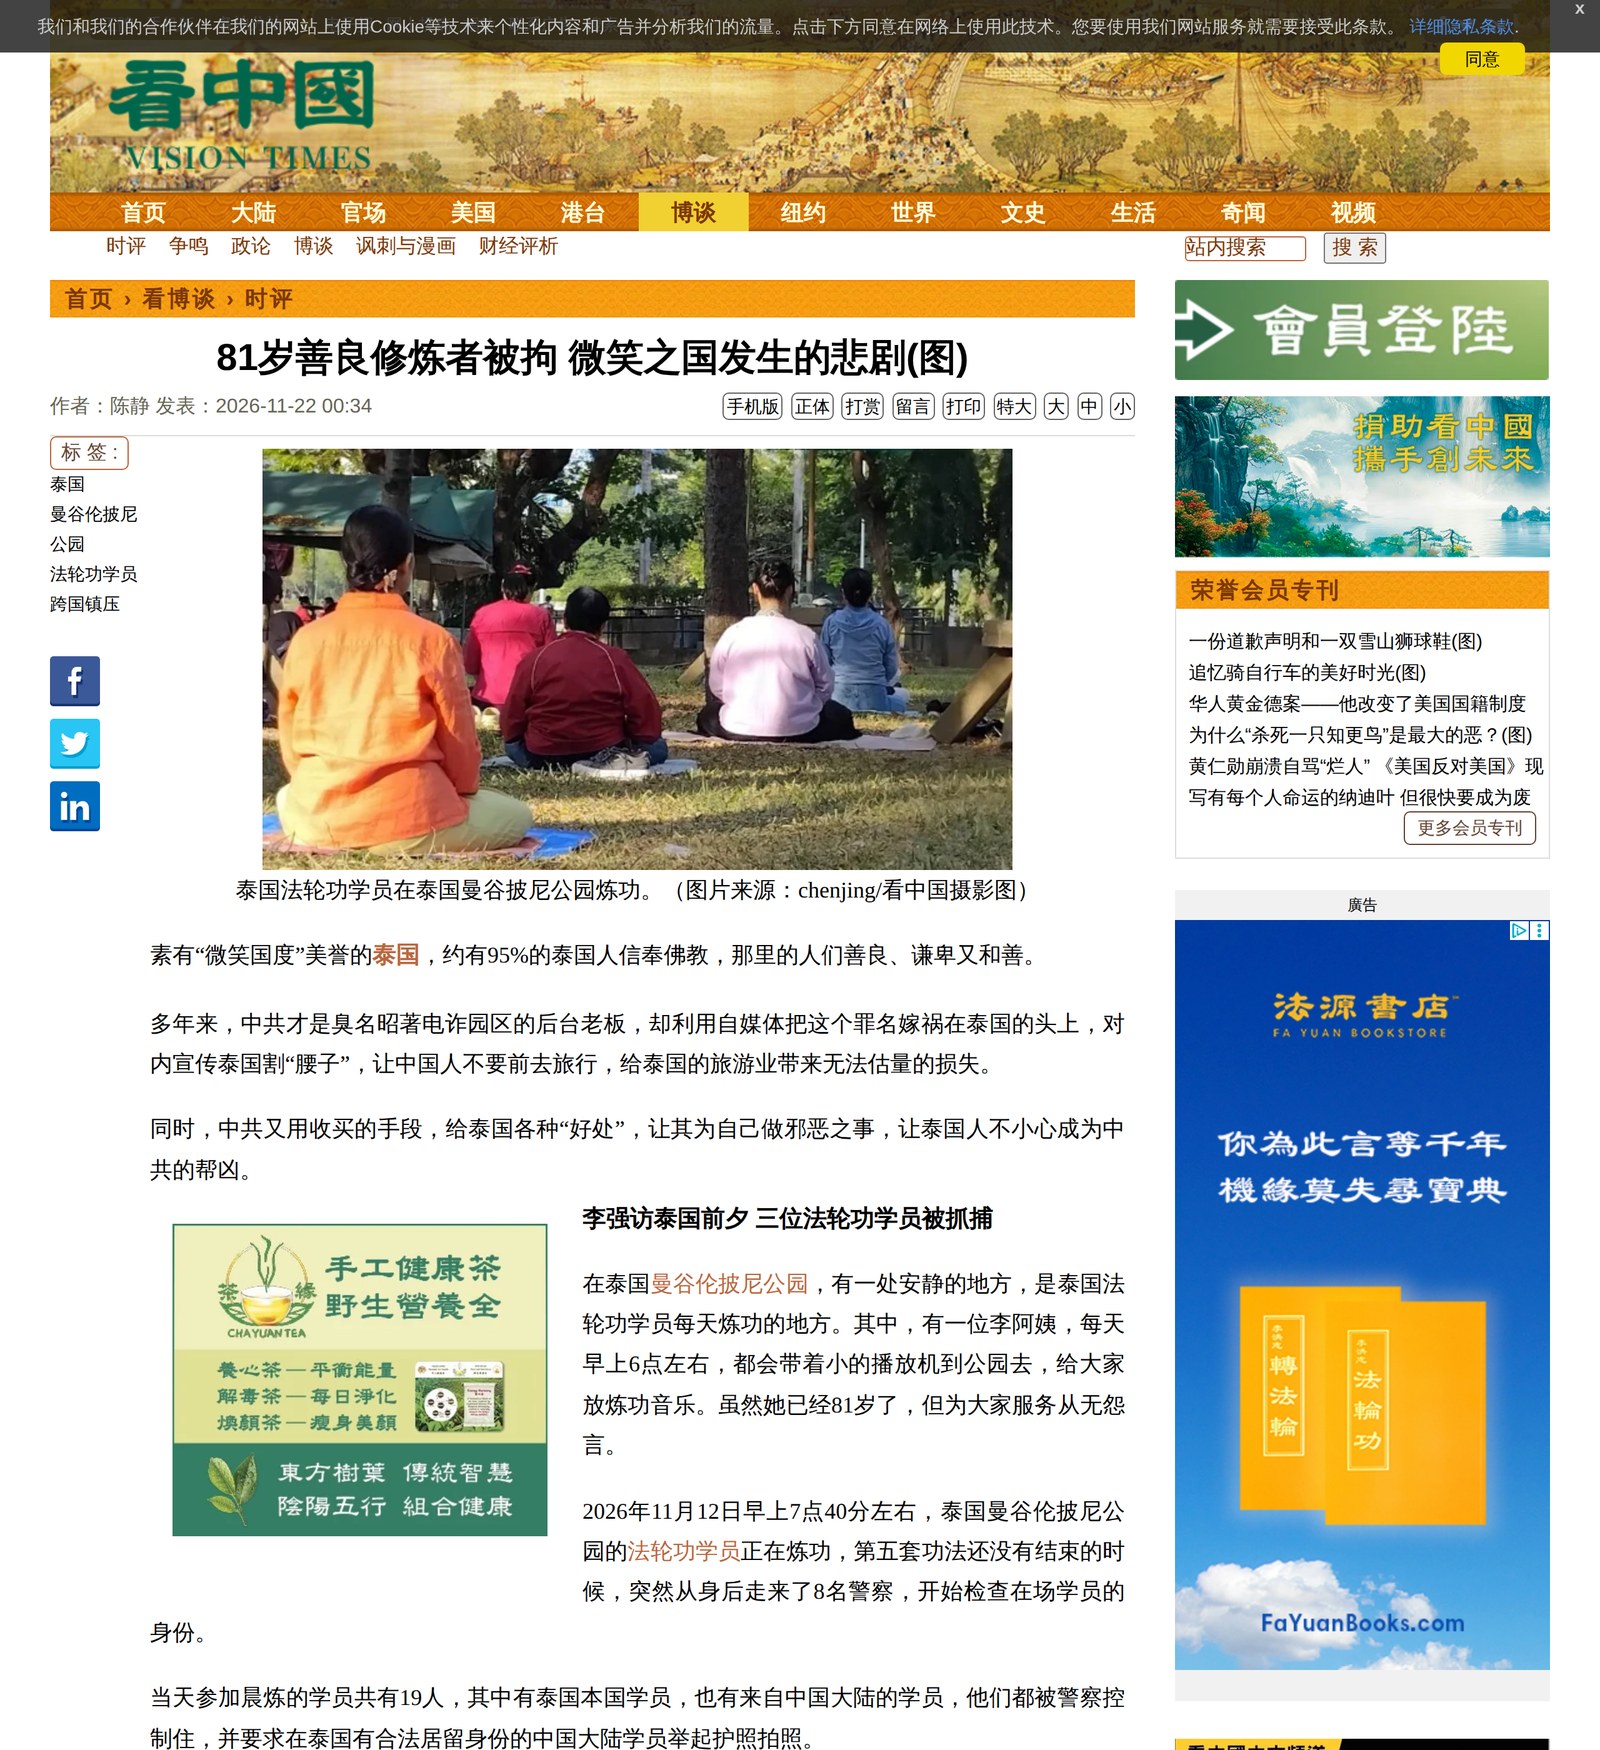 我们和我们的合作伙伴在我们的网站上使用Cookie等技术来个性化内容和广告并分析我们的流量。点击下方同意在网络上使用此技术。您要使用我们网站服务就需要接受此条款。 详细隐私条款.
x
同意
看中國
VISION TIMES
首页 大陆 官场 美国 港台 博谈 纽约 世界 文史 生活 奇闻 视频
时评 争鸣 政论 博谈 讽刺与漫画 财经评析
站内搜索 搜 索
首页 › 看博谈 › 时评
81岁善良修炼者被拘 微笑之国发生的悲剧(图)
作者：陈静 发表：2026-11-22 00:34
手机版 正体 打赏 留言 打印 特大 大 中 小
标 签 :
泰国
曼谷伦披尼
公园
法轮功学员
跨国镇压
泰国法轮功学员在泰国曼谷披尼公园炼功。（图片来源：chenjing/看中国摄影图）
素有“微笑国度”美誉的泰国，约有95%的泰国人信奉佛教，那里的人们善良、谦卑又和善。
多年来，中共才是臭名昭著电诈园区的后台老板，却利用自媒体把这个罪名嫁祸在泰国的头上，对
内宣传泰国割“腰子”，让中国人不要前去旅行，给泰国的旅游业带来无法估量的损失。
同时，中共又用收买的手段，给泰国各种“好处”，让其为自己做邪恶之事，让泰国人不小心成为中
共的帮凶。
茶緣
CHA YUAN TEA
手工健康茶
野生營養全
養心茶 — 平衡能量
解毒茶 — 每日淨化
煥顏茶 — 瘦身美顏
東方樹葉 傳統智慧
陰陽五行 組合健康
李强访泰国前夕 三位法轮功学员被抓捕
在泰国曼谷伦披尼公园，有一处安静的地方，是泰国法
轮功学员每天炼功的地方。其中，有一位李阿姨，每天
早上6点左右，都会带着小的播放机到公园去，给大家
放炼功音乐。虽然她已经81岁了，但为大家服务从无怨
言。
2026年11月12日早上7点40分左右，泰国曼谷伦披尼公
园的法轮功学员正在炼功，第五套功法还没有结束的时
候，突然从身后走来了8名警察，开始检查在场学员的
身份。
当天参加晨炼的学员共有19人，其中有泰国本国学员，也有来自中国大陆的学员，他们都被警察控
制住，并要求在泰国有合法居留身份的中国大陆学员举起护照拍照。
會員登陸
捐助看中國
攜手創未來
荣誉会员专刊
一份道歉声明和一双雪山狮球鞋(图)
追忆骑自行车的美好时光(图)
华人黄金德案——他改变了美国国籍制度
为什么“杀死一只知更鸟”是最大的恶？(图)
黄仁勋崩溃自骂“烂人” 《美国反对美国》现
写有每个人命运的纳迪叶 但很快要成为废
更多会员专刊
廣告
法源書店
FA YUAN BOOKSTORE
你為此言尋千年
機緣莫失尋寶典
李洪志
轉法輪
李洪志
法輪功
FaYuanBooks.com